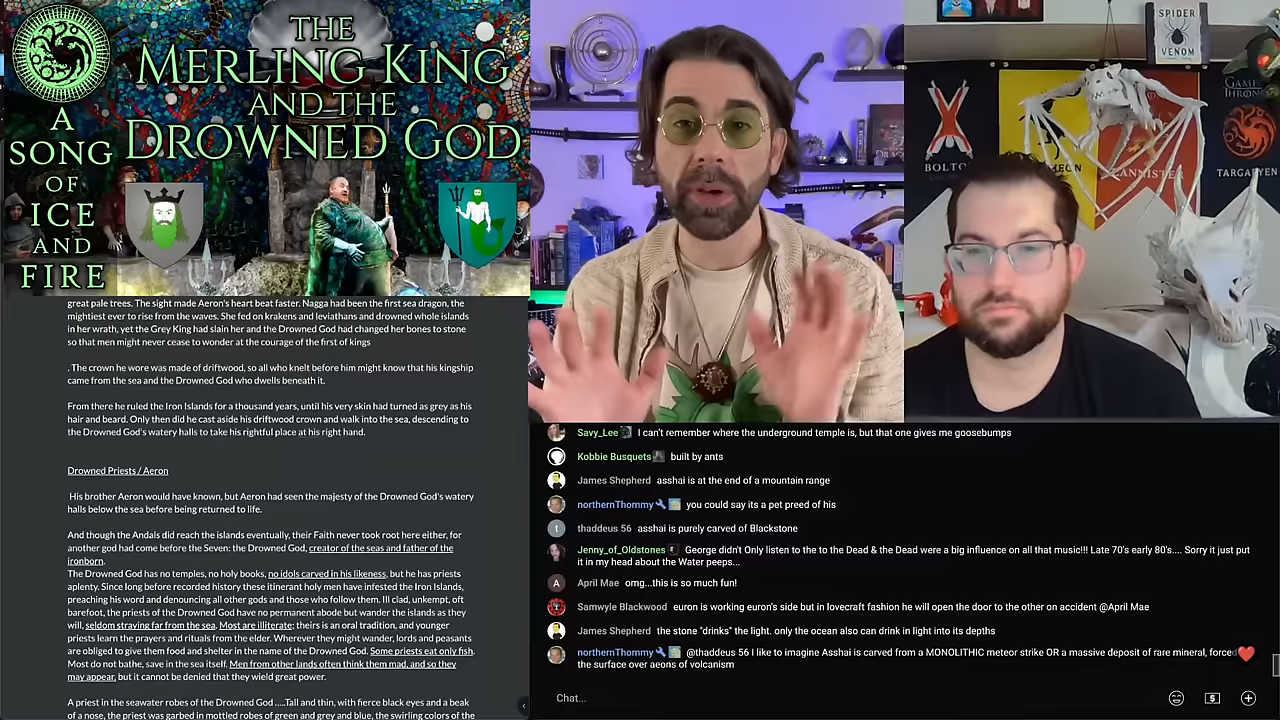 THE
MERLING KING
AND THE
DROWNED GOD
A
SONG
OF
ICE
AND
FIRE
great pale trees. The sight made Aeron's heart beat faster. Nagga had been the first sea dragon, the
mightiest ever to rise from the waves. She fed on krakens and leviathans and drowned whole islands
in her wrath, yet the Grey King had slain her and the Drowned God had changed her bones to stone
so that men might never cease to wonder at the courage of the first of kings
. The crown he wore was made of driftwood, so all who knelt before him might know that his kingship
came from the sea and the Drowned God who dwells beneath it.
From there he ruled the Iron Islands for a thousand years, until his very skin had turned as grey as his
hair and beard. Only then did he cast aside his driftwood crown and walk into the sea, descending to
the Drowned God's watery halls to take his rightful place at his right hand.
Drowned Priests / Aeron
His brother Aeron would have known, but Aeron had seen the majesty of the Drowned God's watery
halls below the sea before being returned to life.
And though the Andals did reach the islands eventually, their Faith never took root here either, for
another god had come before the Seven: the Drowned God, creator of the seas and father of the
ironborn.
The Drowned God has no temples, no holy books, no idols carved in his likeness, but he has priests
aplenty. Since long before recorded history these itinerant holy men have infested the Iron Islands,
preaching his word and denouncing all other gods and those who follow them. Ill clad, unkempt, oft
barefoot, the priests of the Drowned God have no permanent abode but wander the islands as they
will, seldom straying far from the sea. Most are illiterate; theirs is an oral tradition, and younger
priests learn the prayers and rituals from the elder. Wherever they might wander, lords and peasants
are obliged to give them food and shelter in the name of the Drowned God. Some priests eat only fish.
Most do not bathe, save in the sea itself. Men from other lands often think them mad, and so they
may appear, but it cannot be denied that they wield great power.
A priest in the seawater robes of the Drowned God .....Tall and thin, with fierce black eyes and a beak
of a nose, the priest was garbed in mottled robes of green and grey and blue, the swirling colors of the
SPIDER
VENOM
GAME
THRONES
BOLTO
EON
LANNISTER
TARGARYEN
Savy_Lee I can't remember where the underground temple is, but that one gives me goosebumps
Kobbie Busquets built by ants
James Shepherd asshai is at the end of a mountain range
northernThommy you could say its a pet preed of his
t thaddeus 56 asshai is purely carved of Blackstone
Jenny_of_Oldstones George didn't Only listen to the to the Dead & the Dead were a big influence on all that music!!! Late 70's early 80's.... Sorry it just put
it in my head about the Water peeps...
A April Mae omg...this is so much fun!
Samwyle Blackwood euron is working euron's side but in lovecraft fashion he will open the door to the other on accident @April Mae
James Shepherd the stone "drinks" the light. only the ocean also can drink in light into its depths
northernThommy @thaddeus 56 I like to imagine Asshai is carved from a MONOLITHIC meteor strike OR a massive deposit of rare mineral, force
the surface over aeons of volcanism
Chat...